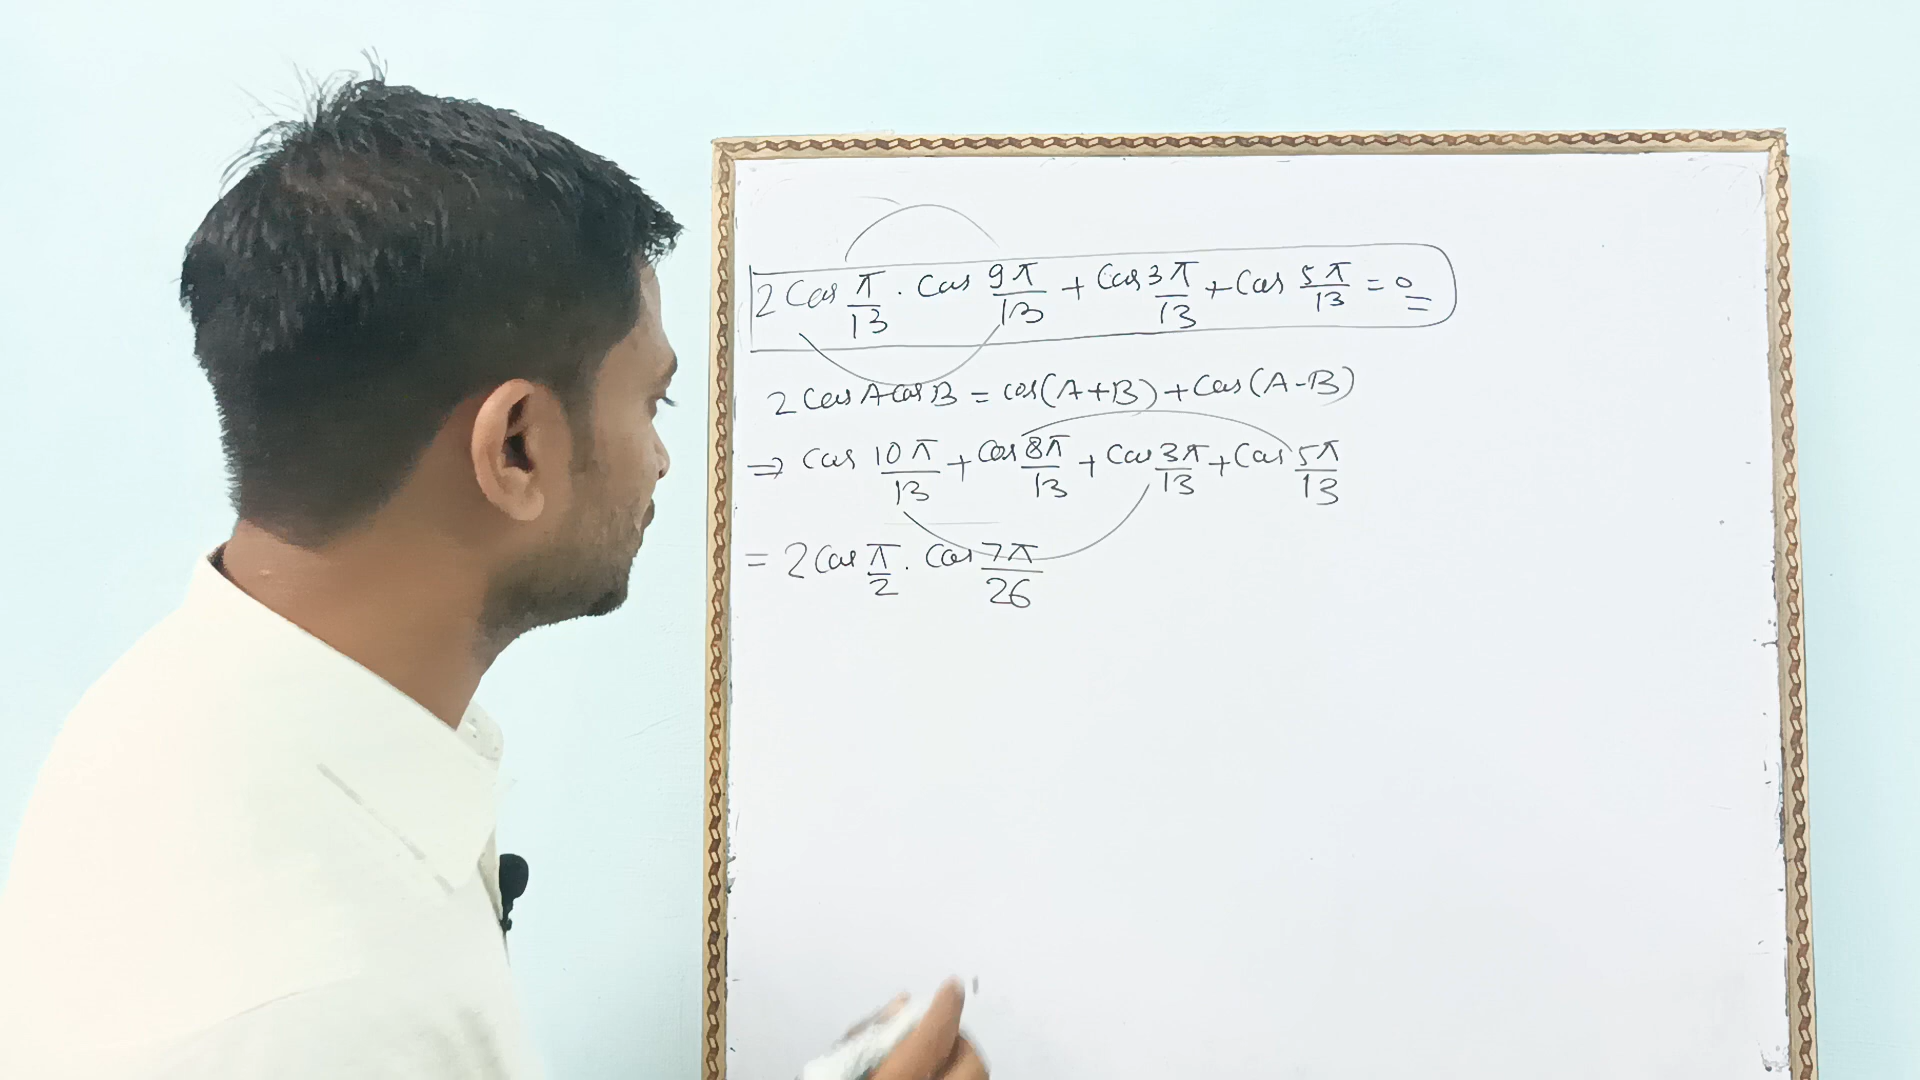 2 Cos π/13 . Cos 9π/13 + Cos 3π/13 + Cos 5π/13 = 0
2 Cos A Cos B = cos(A+B) + Cos(A-B)
⇒ Cos 10π/13 + Cos 8π/13 + Cos 3π/13 + Cos 5π/13
= 2 Cos π/2 . Cos 7π/26